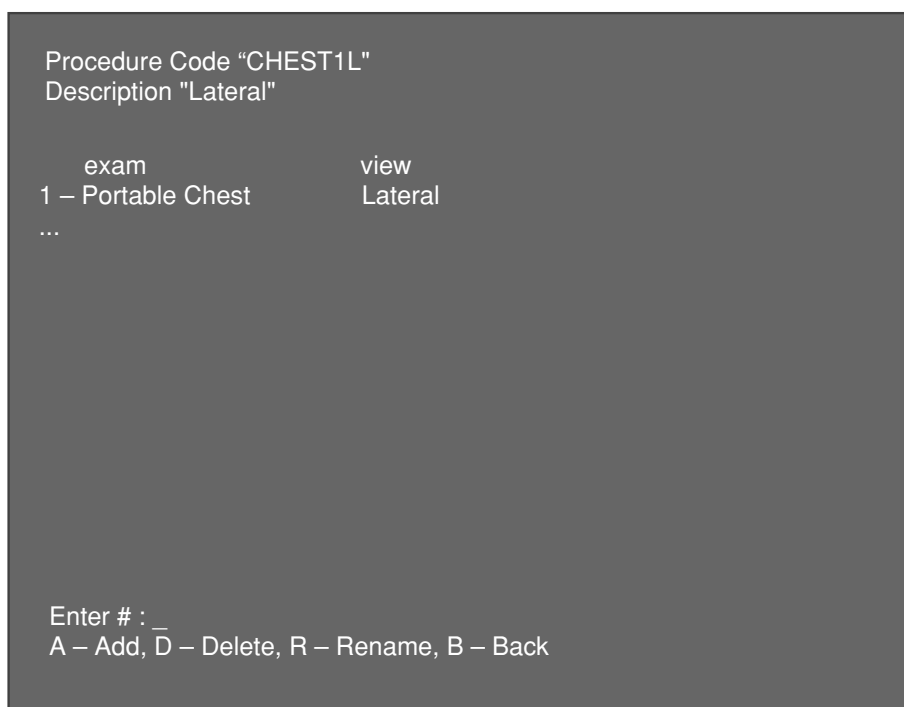 Procedure Code “CHEST1L"
Description "Lateral"
exam view
1 – Portable Chest Lateral
...
Enter # : _
A – Add, D – Delete, R – Rename, B – Back